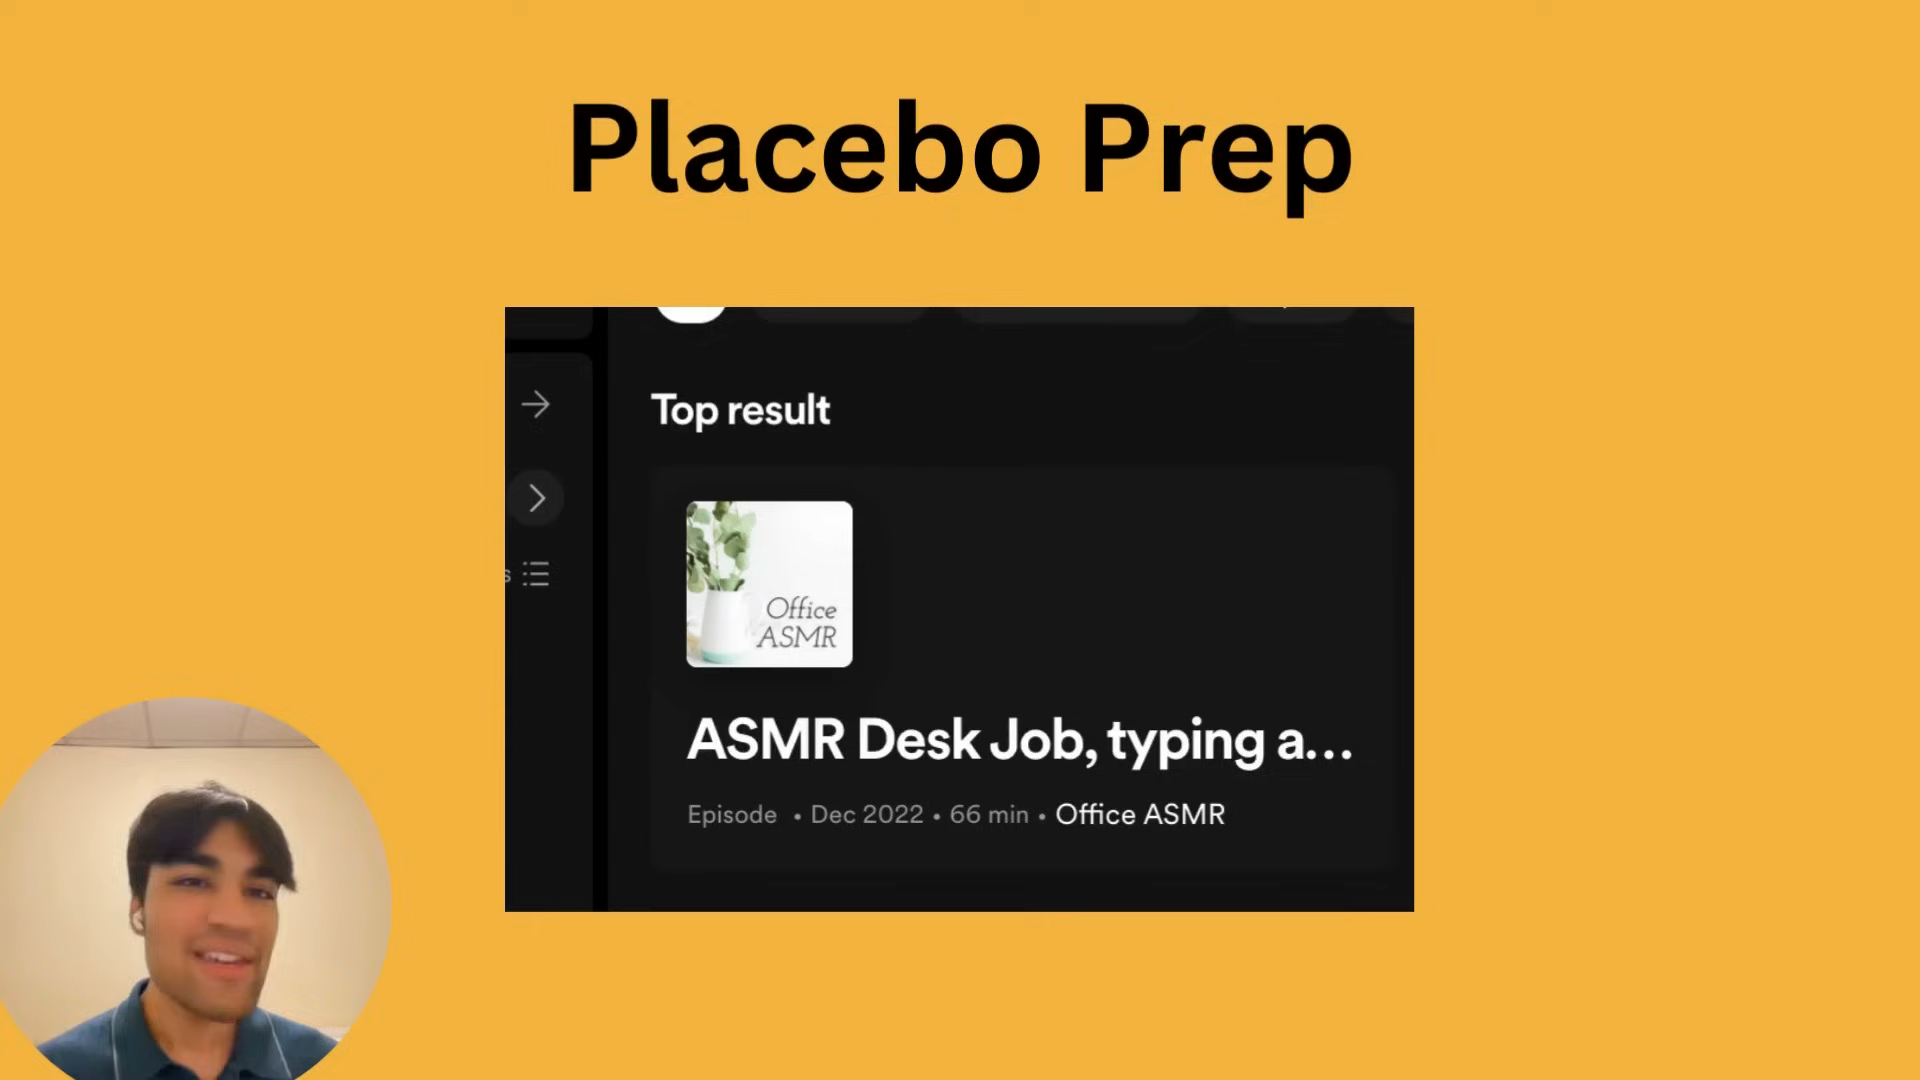 Placebo Prep
Top result
s
Office
ASMR
ASMR Desk Job, typing a...
Episode • Dec 2022 • 66 min • Office ASMR